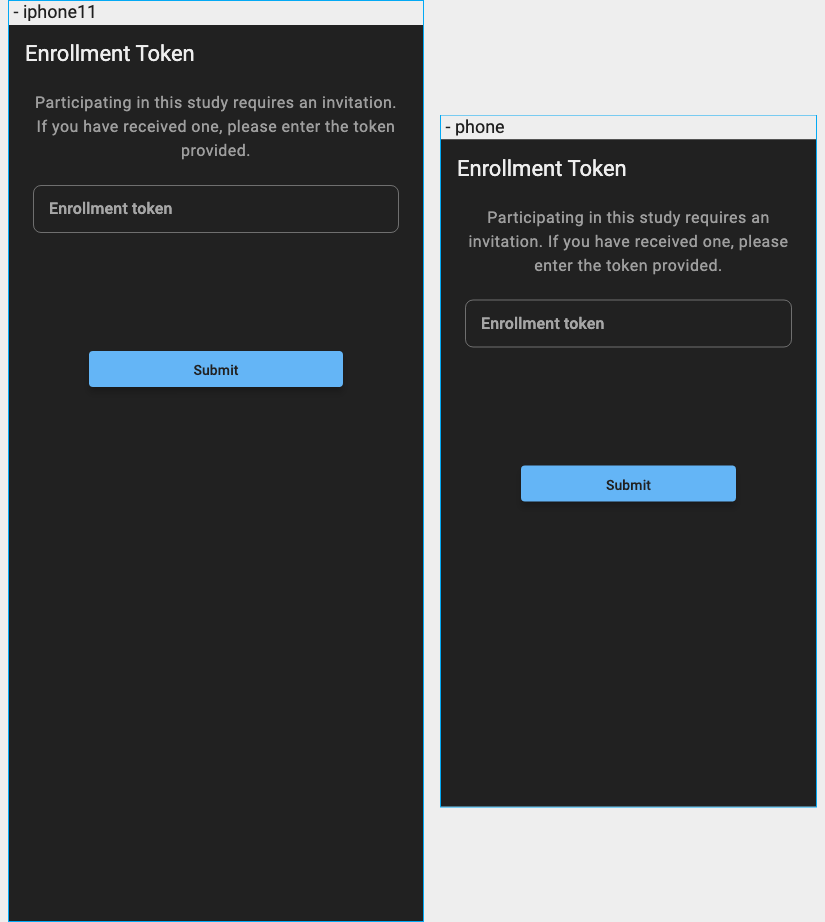 - iphone11
Enrollment Token
Participating in this study requires an invitation.
If you have received one, please enter the token
provided.
Enrollment token
Submit
- phone
Enrollment Token
Participating in this study requires an
invitation. If you have received one, please
enter the token provided.
Enrollment token
Submit